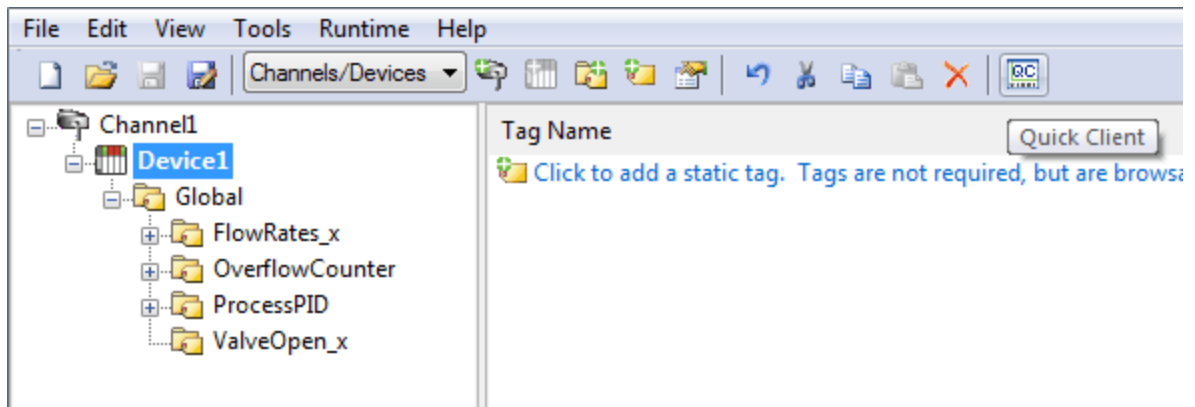 File Edit View Tools Runtime Help
Channels/Devices
QC
Channel1
Device1
Global
FlowRates_x
OverflowCounter
ProcessPID
ValveOpen_x
Tag Name
Quick Client
Click to add a static tag. Tags are not required, but are browsa